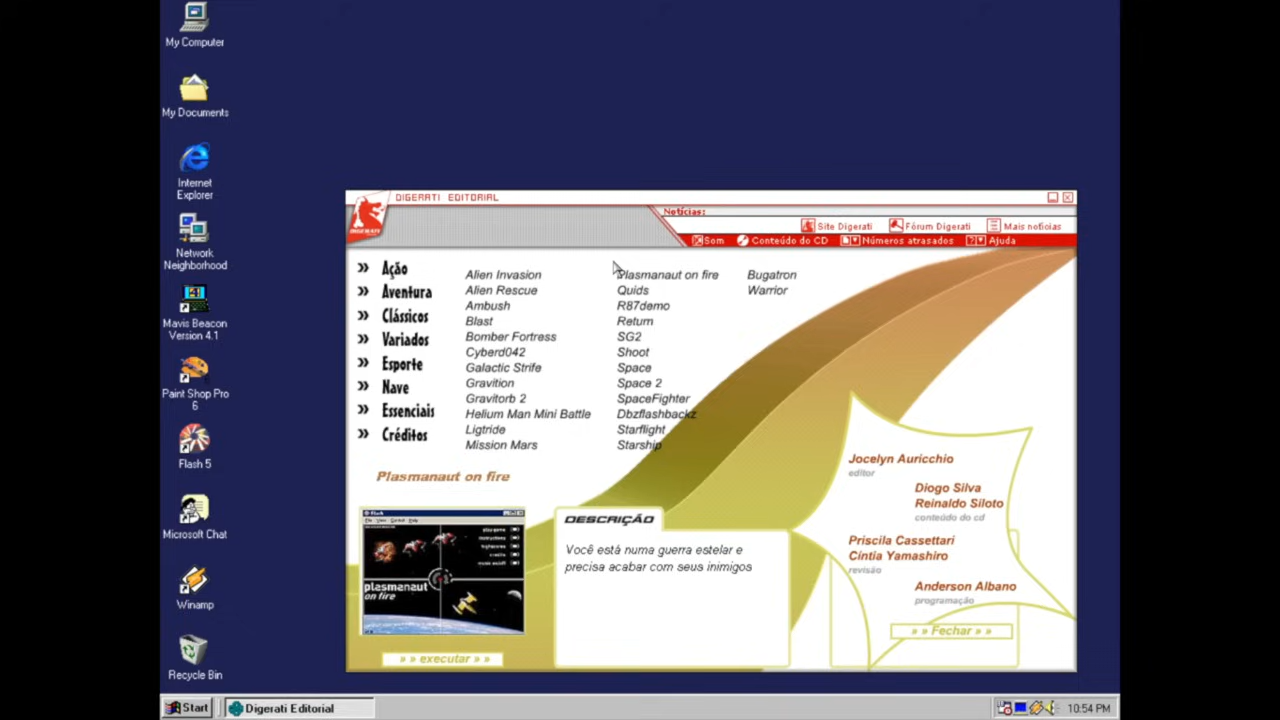 My Computer
My Documents
Internet
Explorer
Network
Neighborhood
Mavis Beacon
Version 4.1
Paint Shop Pro
6
Flash 5
Microsoft Chat
Winamp
Recycle Bin
DIGERATI EDITORIAL
Notícias:
Site Digerati
Fórum Digerati
Mais notícias
Som
Conteúdo do CD
Números atrasados
Ajuda
Ação
Aventura
Clássicos
Variados
Esporte
Nave
Essenciais
Créditos
Alien Invasion
Alien Rescue
Ambush
Blast
Bomber Fortress
Cyberd042
Galactic Strife
Gravition
Gravitorb 2
Helium Man Mini Battle
Ligtride
Mission Mars
Plasmanaut on fire
Quids
R87demo
Return
SG2
Shoot
Space
Space 2
SpaceFighter
Dbzflashbackz
Starflight
Starship
Bugatron
Warrior
Plasmanaut on fire
plasmanaut
on fire
» » executar » »
DESCRIÇÃO
Você está numa guerra estelar e
precisa acabar com seus inimigos
Jocelyn Auricchio
editor
Diogo Silva
Reinaldo Siloto
conteúdo do cd
Priscila Cassettari
Cíntia Yamashiro
revisão
Anderson Albano
programação
» » Fechar » »
Start
Digerati Editorial
10:54 PM